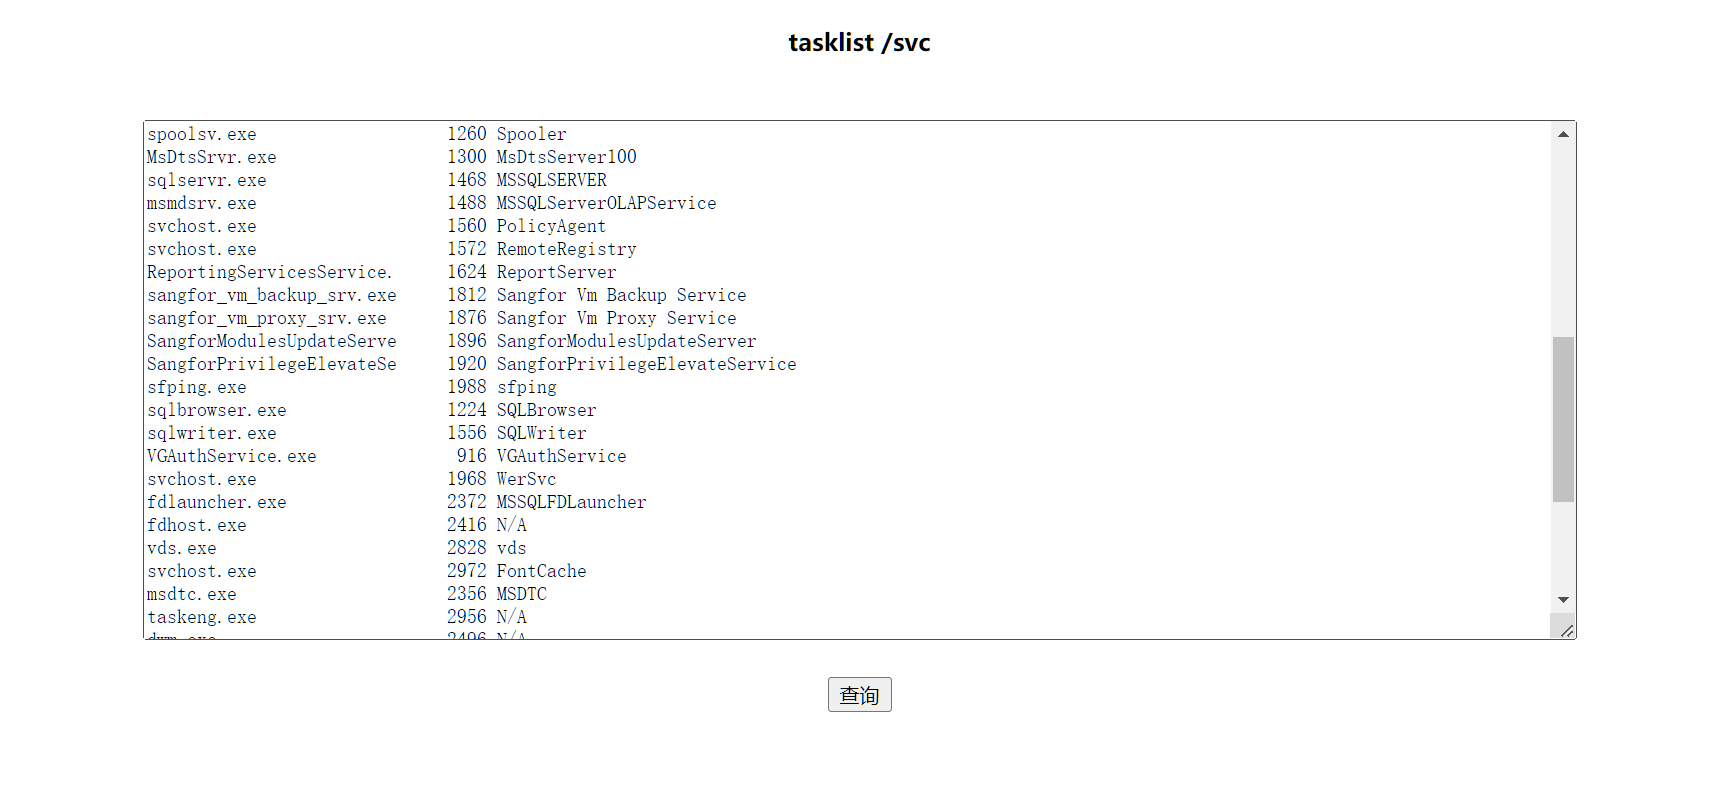 tasklist /svc
spoolsv.exe 1260 Spooler
MsDtsSrvr.exe 1300 MsDtsServer100
sqlservr.exe 1468 MSSQLSERVER
msmdsrv.exe 1488 MSSQLServerOLAPService
svchost.exe 1560 PolicyAgent
svchost.exe 1572 RemoteRegistry
ReportingServicesService. 1624 ReportServer
sangfor_vm_backup_srv.exe 1812 Sangfor Vm Backup Service
sangfor_vm_proxy_srv.exe 1876 Sangfor Vm Proxy Service
SangforModulesUpdateServe 1896 SangforModulesUpdateServer
SangforPrivilegeElevateSe 1920 SangforPrivilegeElevateService
sfping.exe 1988 sfping
sqlbrowser.exe 1224 SQLBrowser
sqlwriter.exe 1556 SQLWriter
VGAuthService.exe 916 VGAuthService
svchost.exe 1968 WerSvc
fdlauncher.exe 2372 MSSQLFDLauncher
fdhost.exe 2416 N/A
vds.exe 2828 vds
svchost.exe 2972 FontCache
msdtc.exe 2356 MSDTC
taskeng.exe 2956 N/A
dwm.exe 2496 N/A
查询